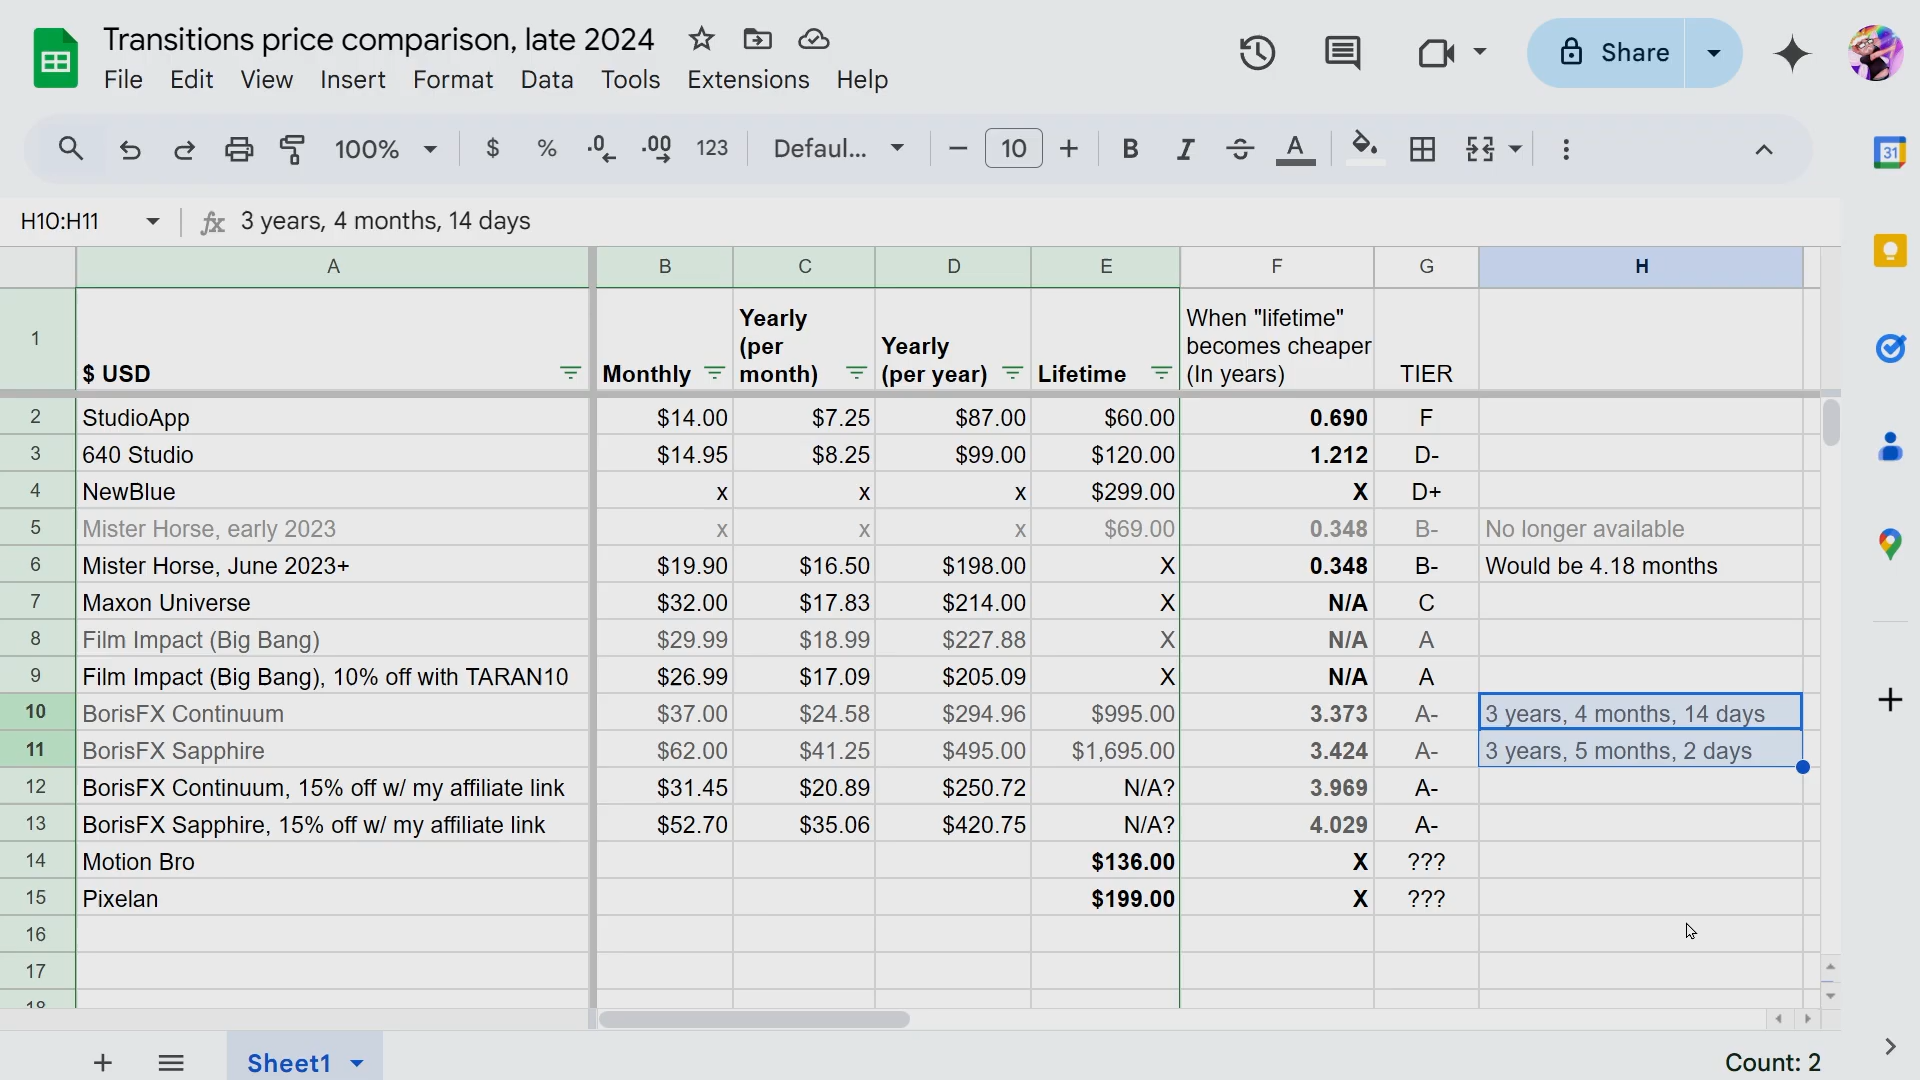 Transitions price comparison, late 2024
File Edit View Insert Format Data Tools Extensions Help
Share
100% $ % .0 .00 123 Defaul... 10 B I A
31
H10:H11 fx 3 years, 4 months, 14 days
A B C D E F G H
1 $ USD Monthly Yearly (per month) Yearly (per year) Lifetime When "lifetime" becomes cheaper (In years) TIER
2 StudioApp $14.00 $7.25 $87.00 $60.00 0.690 F
3 640 Studio $14.95 $8.25 $99.00 $120.00 1.212 D-
4 NewBlue x x x $299.00 X D+
5 Mister Horse, early 2023 x x x $69.00 0.348 B- No longer available
6 Mister Horse, June 2023+ $19.90 $16.50 $198.00 X 0.348 B- Would be 4.18 months
7 Maxon Universe $32.00 $17.83 $214.00 X N/A C
8 Film Impact (Big Bang) $29.99 $18.99 $227.88 X N/A A
9 Film Impact (Big Bang), 10% off with TARAN10 $26.99 $17.09 $205.09 X N/A A
10 BorisFX Continuum $37.00 $24.58 $294.96 $995.00 3.373 A- 3 years, 4 months, 14 days
11 BorisFX Sapphire $62.00 $41.25 $495.00 $1,695.00 3.424 A- 3 years, 5 months, 2 days
12 BorisFX Continuum, 15% off w/ my affiliate link $31.45 $20.89 $250.72 N/A? 3.969 A-
13 BorisFX Sapphire, 15% off w/ my affiliate link $52.70 $35.06 $420.75 N/A? 4.029 A-
14 Motion Bro $136.00 X ???
15 Pixelan $199.00 X ???
16
17
18
Sheet1 Count: 2